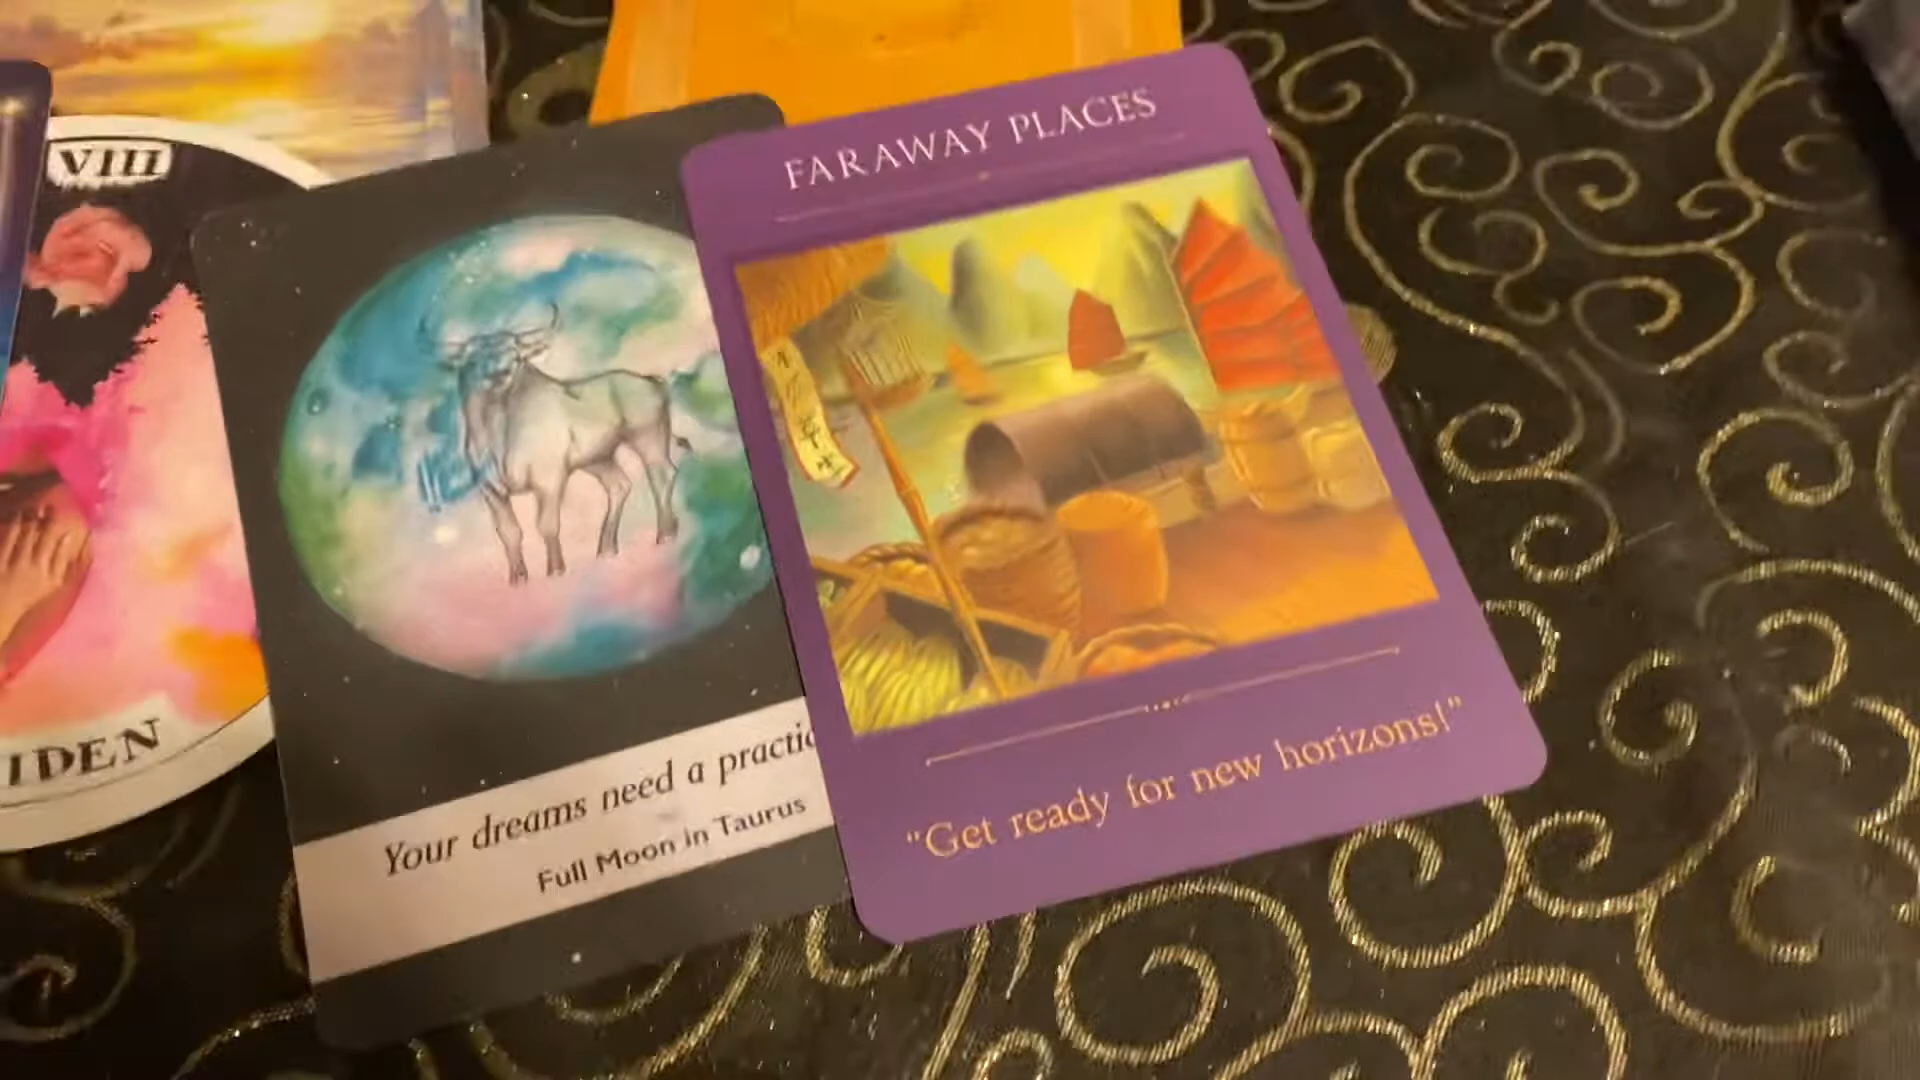 VIII
IDEN
Your dreams need a practic
Full Moon in Taurus
FARAWAY PLACES
"Get ready for new horizons!"